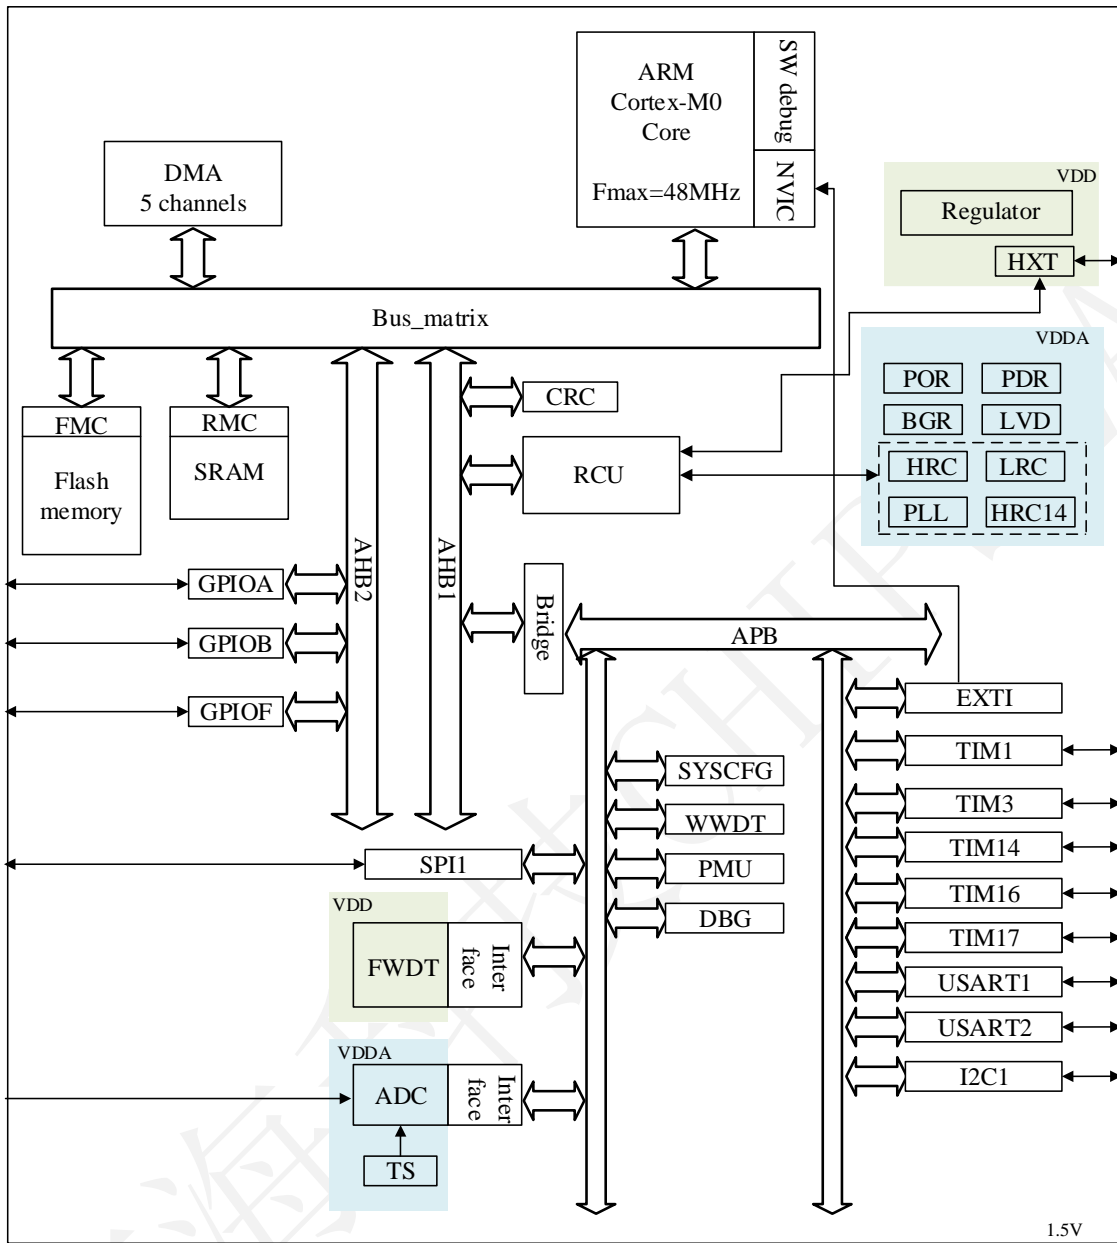 ARM
Cortex-M0
Core
Fmax=48MHz
SW debug
NVIC
DMA
5 channels
VDD
Regulator
HXT
Bus_matrix
VDDA
POR
PDR
BGR
LVD
HRC
LRC
PLL
HRC14
FMC
Flash
memory
RMC
SRAM
CRC
RCU
AHB2
AHB1
Bridge
APB
GPIOA
GPIOB
GPIOF
EXTI
TIM1
TIM3
TIM14
TIM16
TIM17
USART1
USART2
I2C1
SYSCFG
WWDT
PMU
DBG
SPI1
VDD
FWDT
Inter
face
VDDA
ADC
Inter
face
TS
1.5V